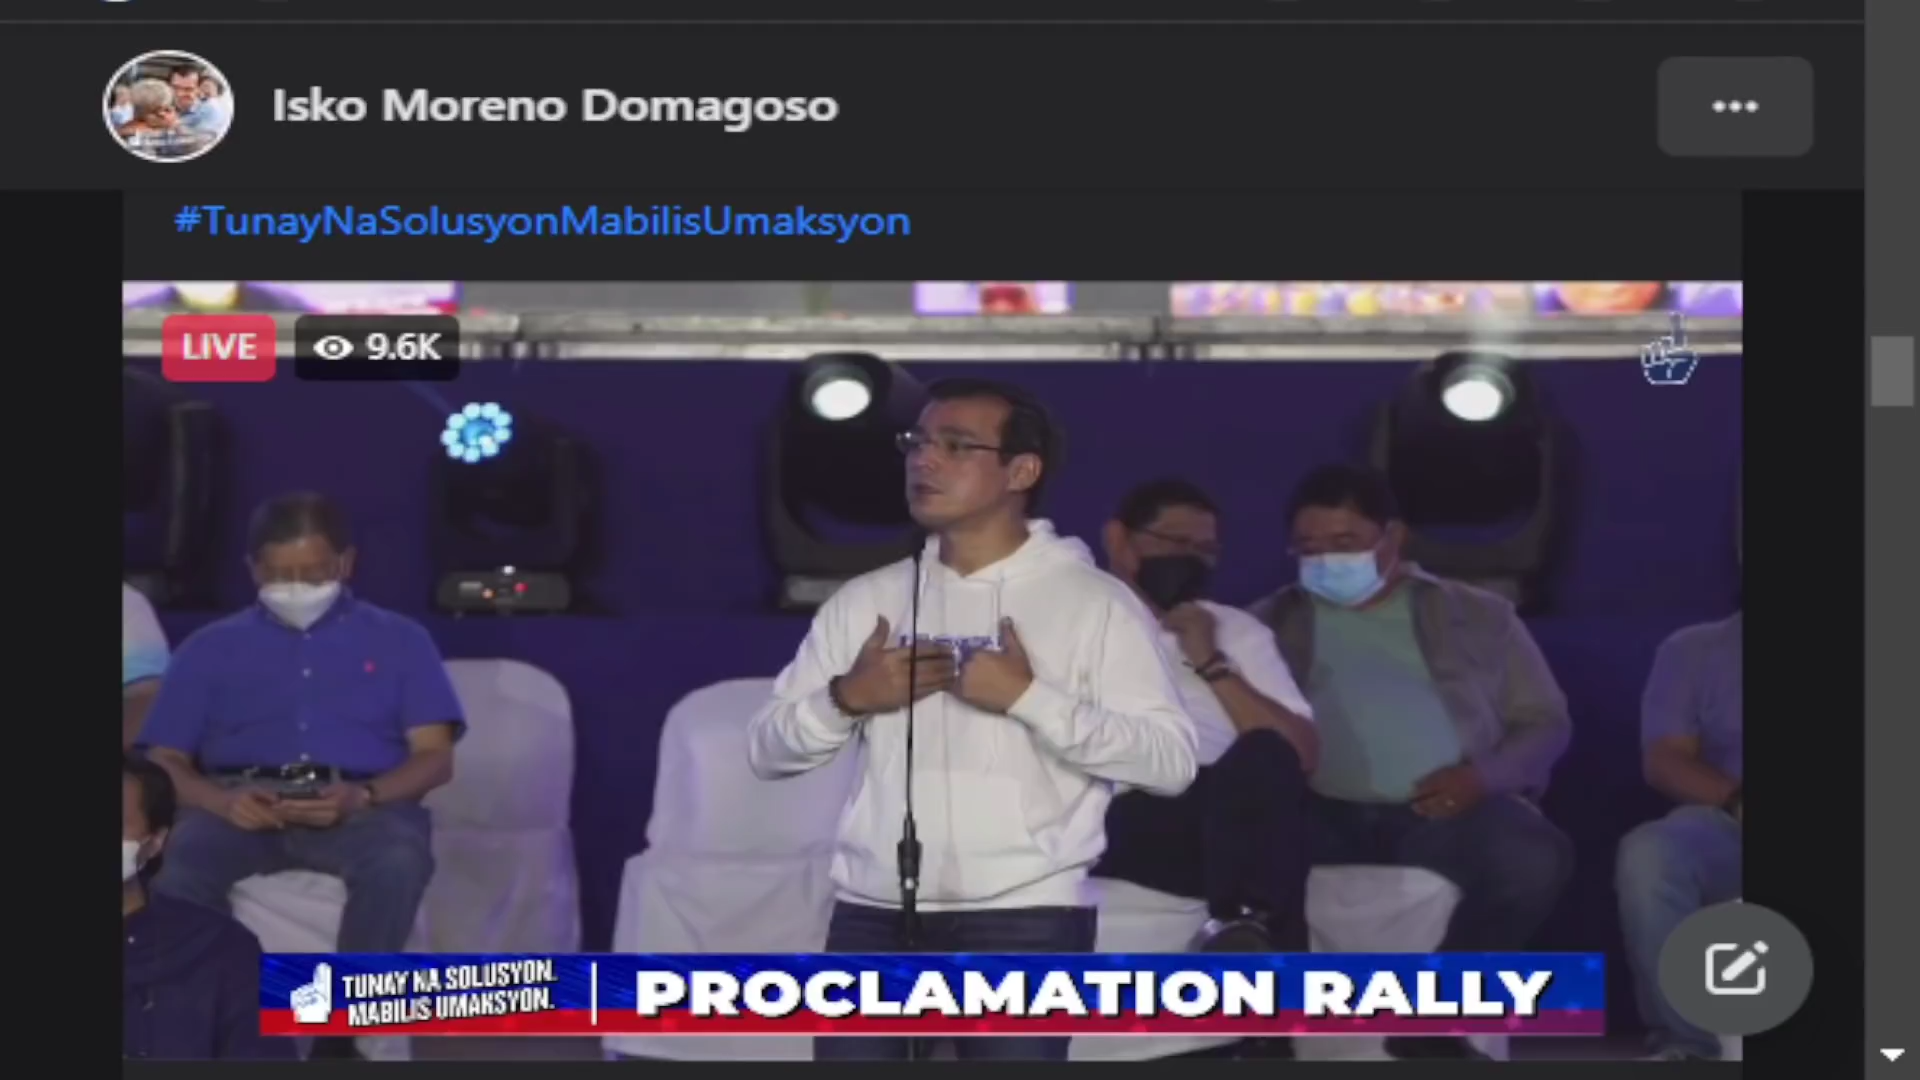 Isko Moreno Domagoso
#TunayNaSolusyonMabilisUmaksyon
LIVE
9.6K
TUNAY NA SOLUSYON.
MABILIS UMAKSYON.
PROCLAMATION RALLY